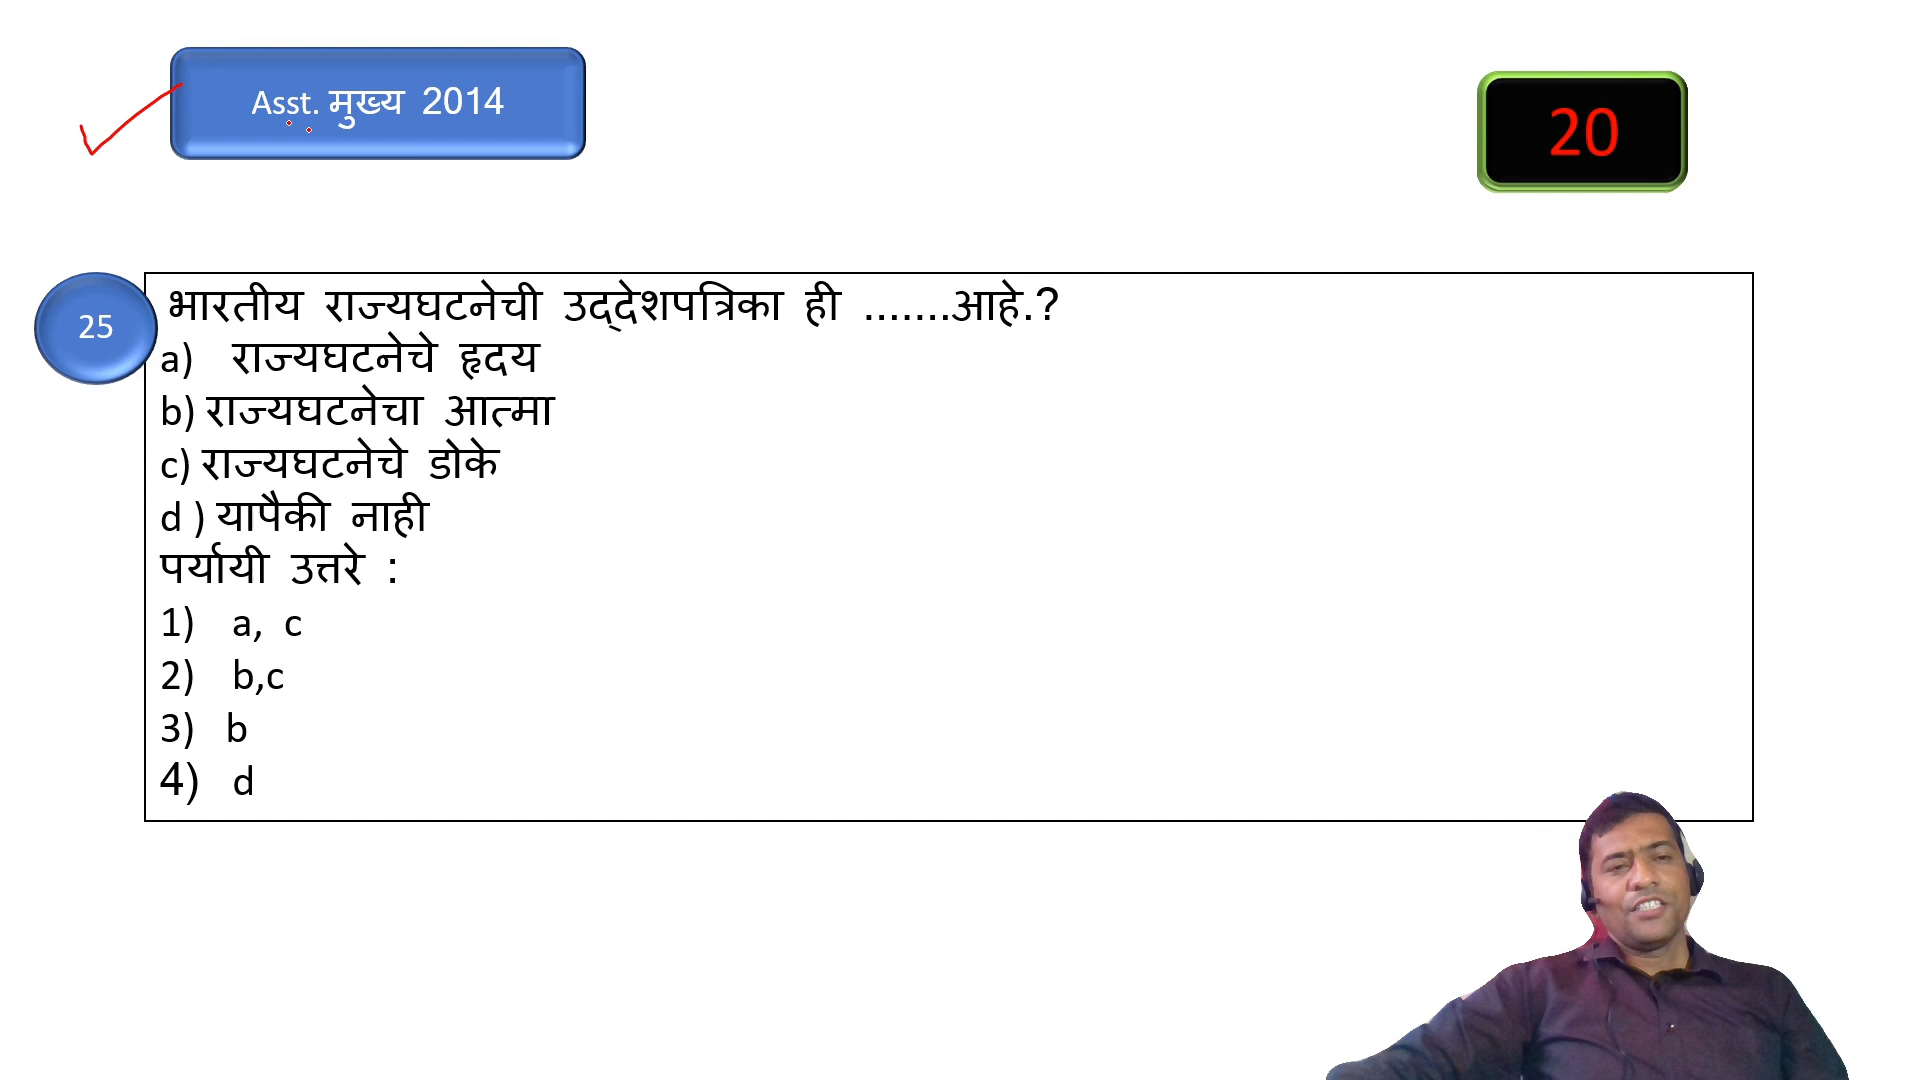 Asst. मुख्य 2014
20
25
भारतीय राज्यघटनेची उद्‌देशपत्रिका ही .......आहे.?
a) राज्यघटनेचे हृदय
b) राज्यघटनेचा आत्मा
c) राज्यघटनेचे डोके
d ) यापैकी नाही
पर्यायी उत्तरे :
1) a, c
2) b,c
3) b
4) d